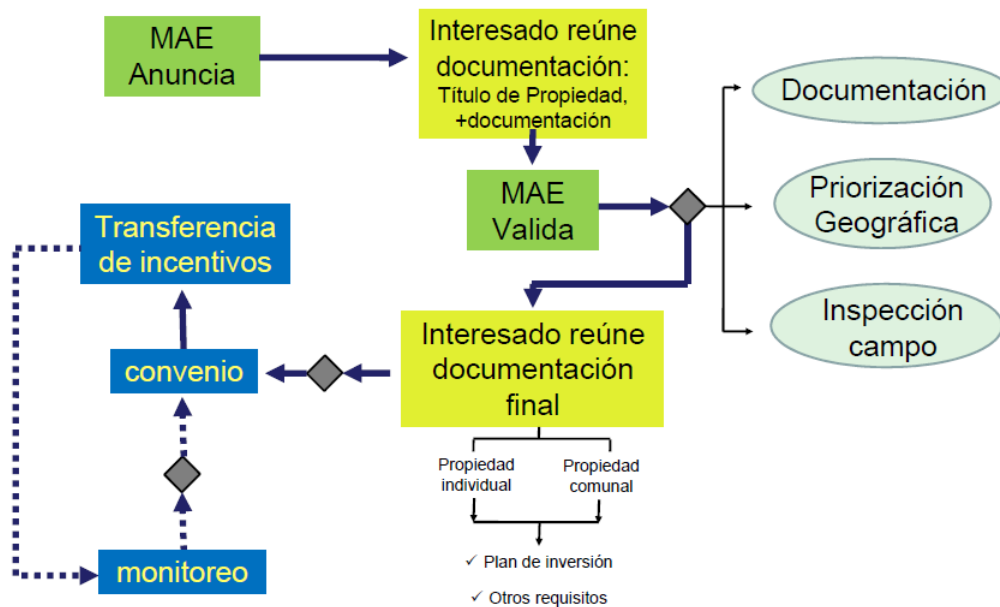 MAE
Anuncia
Interesado reúne
documentación:
Título de Propiedad,
+documentación
Documentación
MAE
Valida
Priorización
Geográfica
Transferencia
de incentivos
Inspección
campo
Interesado reúne
documentación
final
convenio
Propiedad
individual
Propiedad
comunal
monitoreo
✓ Plan de inversión
✓ Otros requisitos